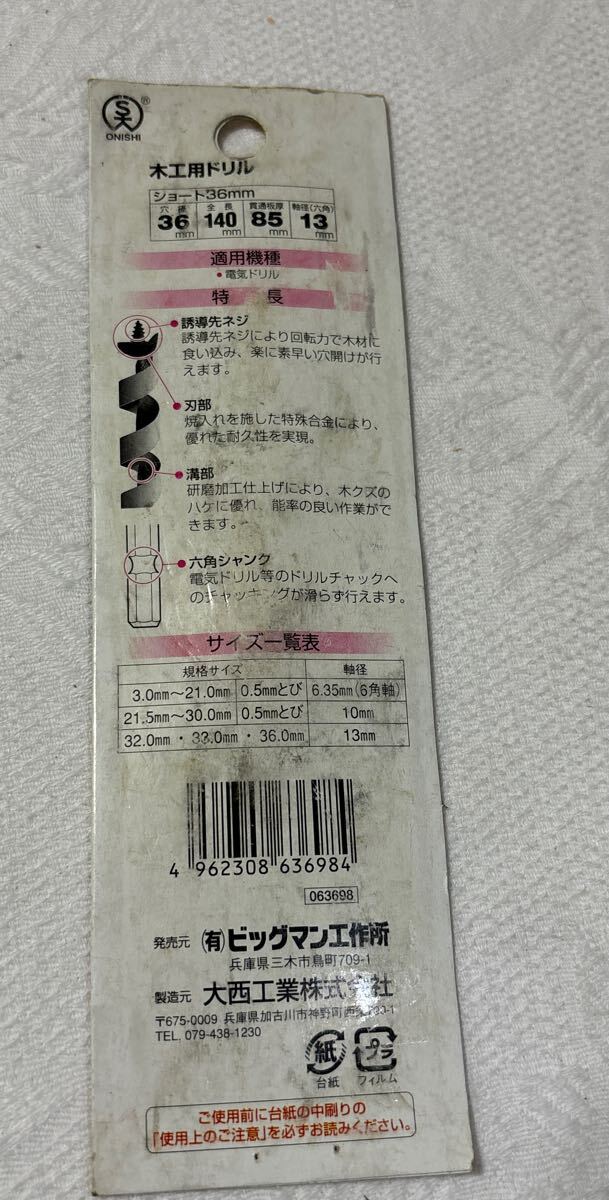 SK
®
ONISHI
木工用ドリル
ショート36mm
穴径 全長 貫通板厚 軸径(六角)
36mm 140mm 85mm 13mm
適用機種
●電気ドリル
特長
●誘導先ネジ
誘導先ネジにより回転力で木材に
食い込み、楽に素早い穴開けが行
えます。
●刃部
焼入れを施した特殊合金により、
優れた耐久性を実現。
●溝部
研磨加工仕上げにより、木クズの
ハケに優れ、能率の良い作業がで
きます。
●六角シャンク
電気ドリル等のドリルチャックへ
のチャッキングが滑らず行えます。
サイズ一覧表
規格サイズ 軸径
3.0mm〜21.0mm 0.5mmとび 6.35mm(6角軸)
21.5mm〜30.0mm 0.5mmとび 10mm
32.0mm・33.0mm・36.0mm 13mm
4 962308 636984
063698
発売元 (有)ビッグマン工作所
兵庫県三木市鳥町709-1
製造元 大西工業株式会社
〒675-0009 兵庫県加古川市神野町西条
TEL. 079-438-1230
紙 プラ
台紙 フィルム
ご使用前に台紙の中刷りの
「使用上のご注意」を必ずお読みください。